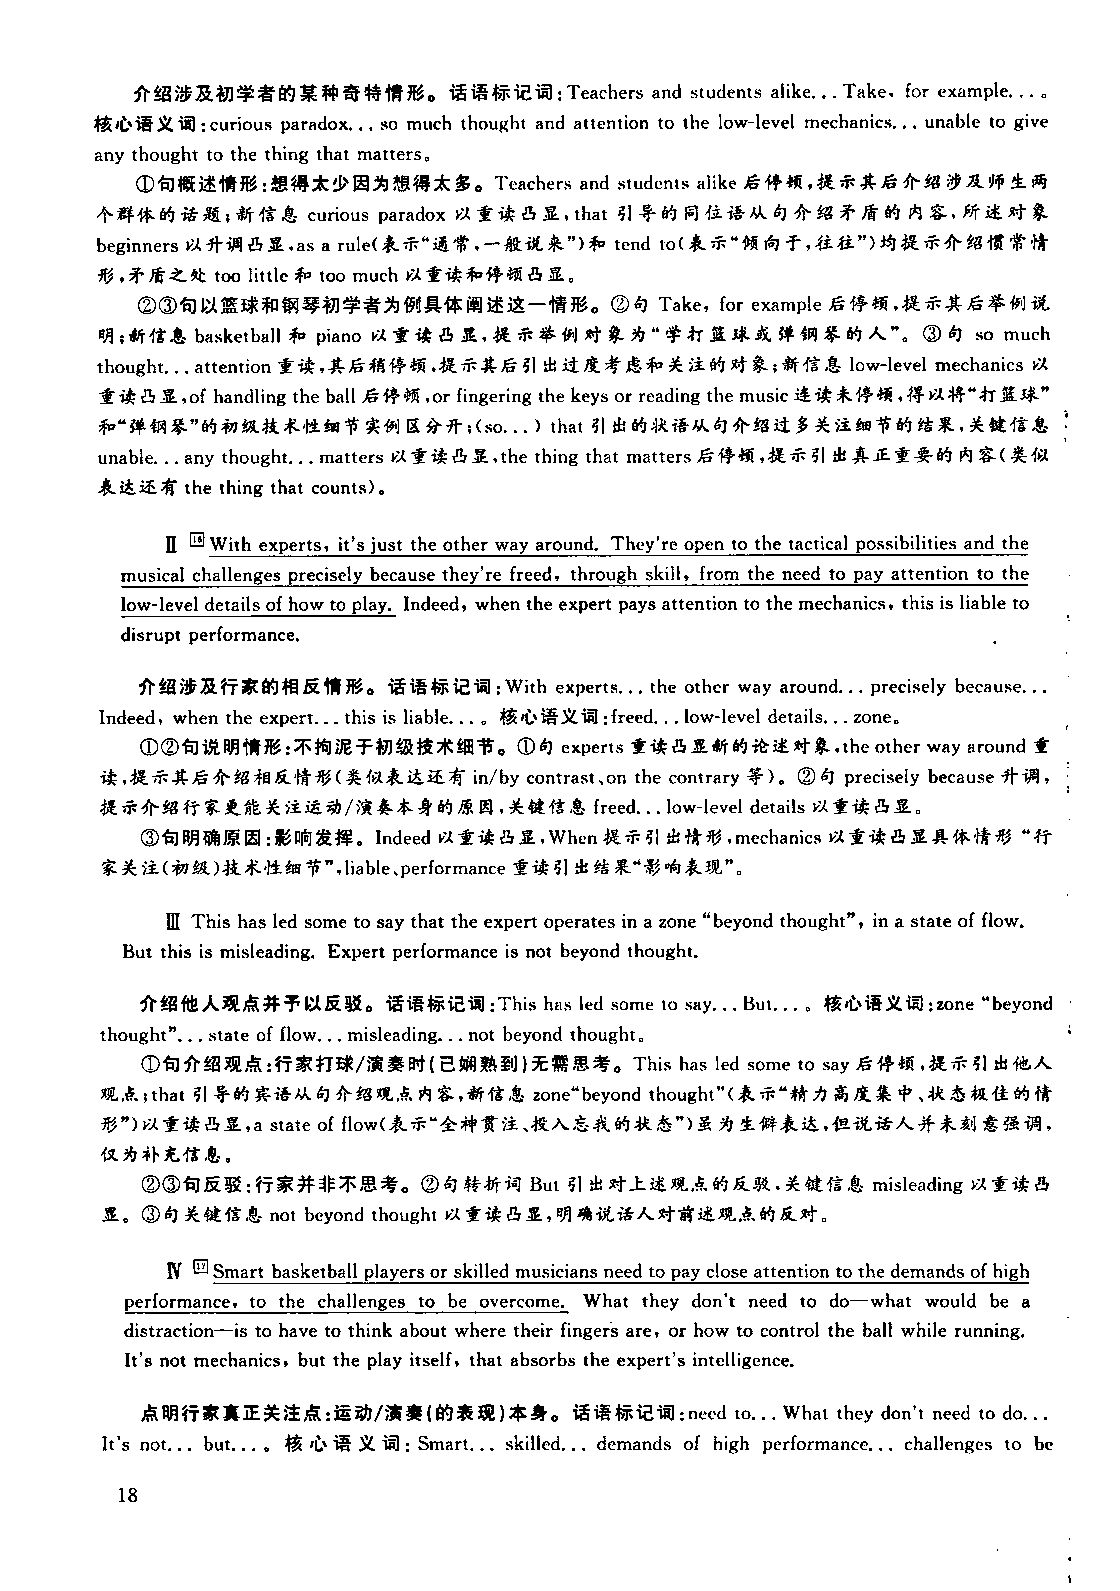 介绍涉及初学者的某种奇特情形。话语标记词:Teachers and students alike... Take, for example...。
核心语义词:curious paradox... so much thought and attention to the low-level mechanics... unable to give
any thought to the thing that matters。
①句概述情形:想得太少因为想得太多。Teachers and students alike 后停顿,提示其后介绍涉及师生两
个群体的话题;新信息 curious paradox 以重读凸显,that 引导的同位语从句介绍矛盾的内容,所述对象
beginners 以升调凸显,as a rule(表示“通常,一般说来”)和 tend to(表示“倾向于,往往”)均提示介绍惯常情
形,矛盾之处 too little 和 too much 以重读和停顿凸显。
②③句以篮球和钢琴初学者为例具体阐述这一情形。②句 Take, for example 后停顿,提示其后举例说
明;新信息 basketball 和 piano 以重读凸显,提示举例对象为“学打篮球或弹钢琴的人”。③句 so much
thought... attention 重读,其后稍停顿,提示其后引出过度考虑和关注的对象;新信息 low-level mechanics 以
重读凸显,of handling the ball 后停顿,or fingering the keys or reading the music 连读未停顿,得以将“打篮球”
和“弹钢琴”的初级技术性细节实例区分开;(so...) that 引出的状语从句介绍过多关注细节的结果,关键信息
unable... any thought... matters 以重读凸显,the thing that matters 后停顿,提示引出真正重要的内容(类似
表达还有 the thing that counts)。
Ⅱ [16] With experts, it's just the other way around. They're open to the tactical possibilities and the
musical challenges precisely because they're freed, through skill, from the need to pay attention to the
low-level details of how to play. Indeed, when the expert pays attention to the mechanics, this is liable to
disrupt performance.
介绍涉及行家的相反情形。话语标记词:With experts... the other way around... precisely because...
Indeed, when the expert... this is liable...。核心语义词:freed... low-level details... zone。
①②句说明情形:不拘泥于初级技术细节。①句 experts 重读凸显新的论述对象,the other way around 重
读,提示其后介绍相反情形(类似表达还有 in/by contrast、on the contrary 等)。②句 precisely because 升调,
提示介绍行家更能关注运动/演奏本身的原因,关键信息 freed... low-level details 以重读凸显。
③句明确原因:影响发挥。Indeed 以重读凸显,When 提示引出情形,mechanics 以重读凸显具体情形 “行
家关注(初级)技术性细节”,liable、performance 重读引出结果“影响表现”。
Ⅲ This has led some to say that the expert operates in a zone “beyond thought”, in a state of flow.
But this is misleading. Expert performance is not beyond thought.
介绍他人观点并予以反驳。话语标记词:This has led some to say... But...。核心语义词:zone “beyond
thought”... state of flow... misleading... not beyond thought。
①句介绍观点:行家打球/演奏时(已娴熟到)无需思考。This has led some to say 后停顿,提示引出他人
观点;that 引导的宾语从句介绍观点内容,新信息 zone“beyond thought”(表示“精力高度集中、状态极佳的情
形”)以重读凸显,a state of flow(表示“全神贯注、投入忘我的状态”)虽为生僻表达,但说话人并未刻意强调,
仅为补充信息。
②③句反驳:行家并非不思考。②句转折词 But 引出对上述观点的反驳,关键信息 misleading 以重读凸
显。③句关键信息 not beyond thought 以重读凸显,明确说话人对前述观点的反对。
Ⅳ [17] Smart basketball players or skilled musicians need to pay close attention to the demands of high
performance, to the challenges to be overcome. What they don't need to do—what would be a
distraction—is to have to think about where their fingers are, or how to control the ball while running.
It's not mechanics, but the play itself, that absorbs the expert's intelligence.
点明行家真正关注点:运动/演奏(的表现)本身。话语标记词:need to... What they don't need to do...
It's not... but...。核心语义词: Smart... skilled... demands of high performance... challenges to be
18